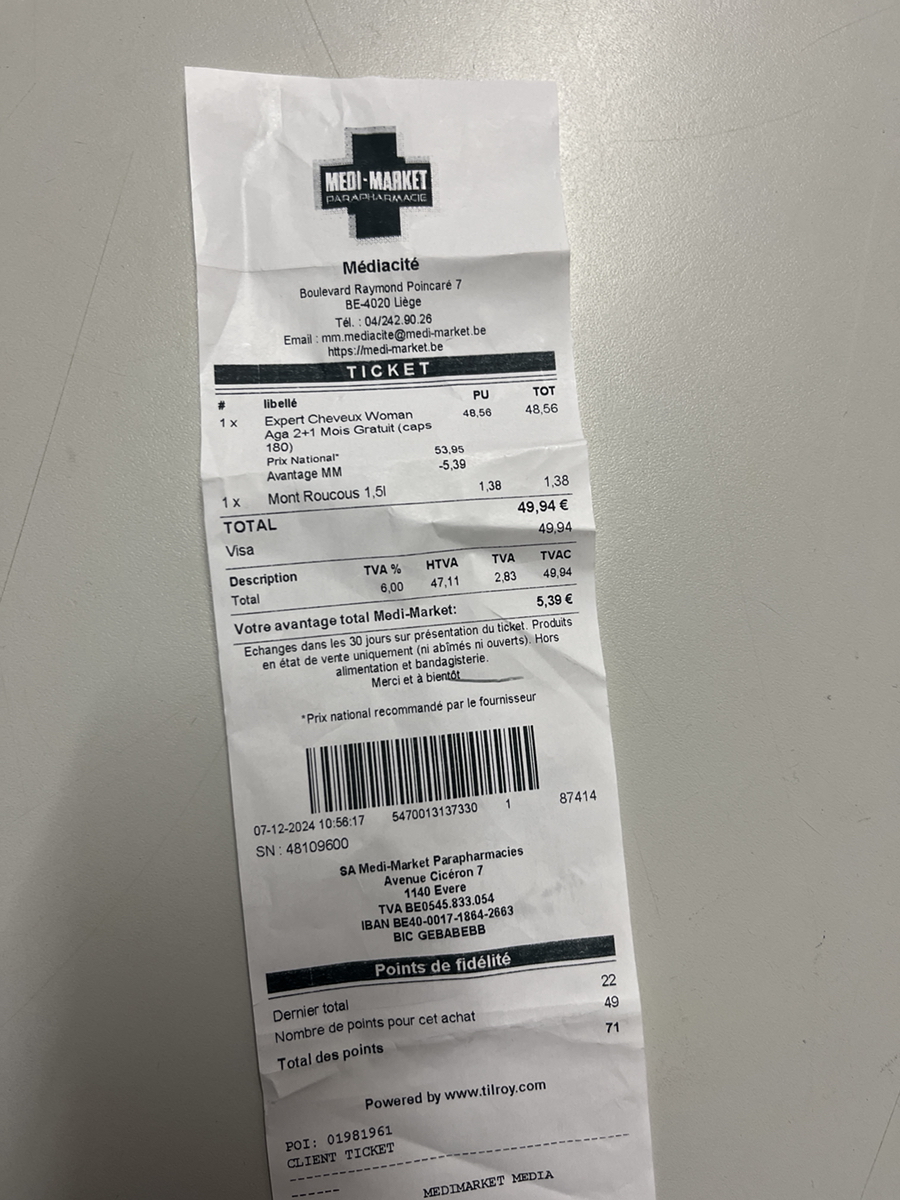 MEDI-MARKET
PARAPHARMACIE
Médiacité
Boulevard Raymond Poincaré 7
BE-4020 Liège
Tél. : 04/242.90.26
Email : mm.mediacite@medi-market.be
https://medi-market.be
TICKET
# libellé PU TOT
1 x Expert Cheveux Woman 48,56 48,56
Aga 2+1 Mois Gratuit (caps
180)
Prix National* 53,95
Avantage MM -5,39
1 x Mont Roucous 1,5l 1,38 1,38
TOTAL 49,94 €
Visa 49,94
Description TVA % HTVA TVA TVAC
Total 6,00 47,11 2,83 49,94
Votre avantage total Medi-Market: 5,39 €
Echanges dans les 30 jours sur présentation du ticket. Produits
en état de vente uniquement (ni abîmés ni ouverts). Hors
alimentation et bandagisterie.
Merci et à bientôt
*Prix national recommandé par le fournisseur
07-12-2024 10:56:17 5470013137330 1 87414
SN : 48109600
SA Medi-Market Parapharmacies
Avenue Cicéron 7
1140 Evere
TVA BE0545.833.054
IBAN BE40-0017-1864-2663
BIC GEBABEBB
Points de fidélité
Dernier total 22
Nombre de points pour cet achat 49
Total des points 71
Powered by www.tilroy.com
POI: 01981961
CLIENT TICKET
MEDIMARKET MEDIA